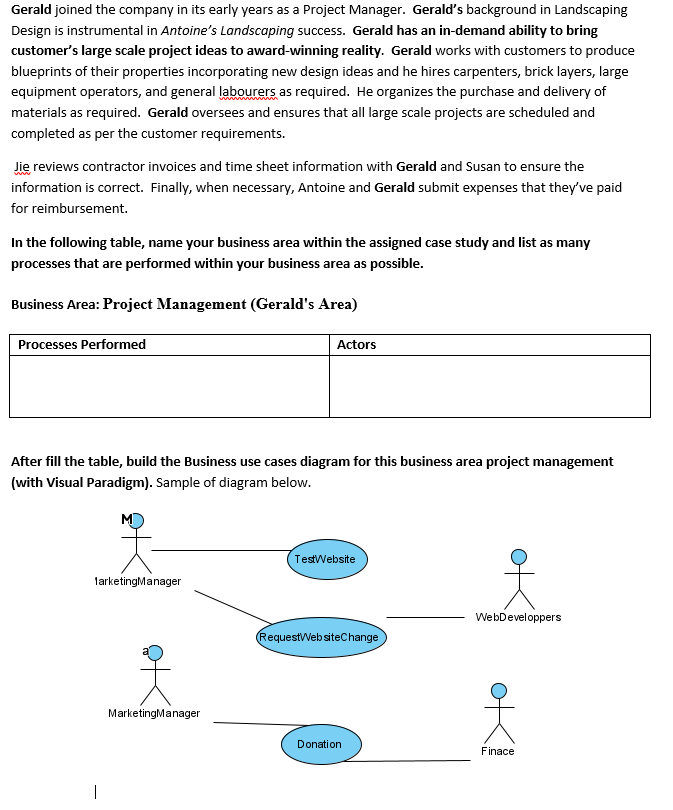 Gerald joined the company in its early years as a Project Manager. Gerald's background in Landscaping
Design is instrumental in Antoine's Landscaping success. Gerald has an in-demand ability to bring
customer's large scale project ideas to award-winning reality. Gerald works with customers to produce
blueprints of their properties incorporating new design ideas and he hires carpenters, brick layers, large
equipment operators, and general labourers as required. He organizes the purchase and delivery of
materials as required. Gerald oversees and ensures that all large scale projects are scheduled and
completed as per the customer requirements.
Jie reviews contractor invoices and time sheet information with Gerald and Susan to ensure the
information is correct. Finally, when necessary, Antoine and Gerald submit expenses that they've paid
for reimbursement.
In the following table, name your business area within the assigned case study and list as many
processes that are performed within your business area as possible.
Business Area: Project Management (Gerald's Area)
Processes Performed Actors
After fill the table, build the Business use cases diagram for this business area project management
(with Visual Paradigm). Sample of diagram below.
M
TestWebsite
1arketingManager
WebDeveloppers
RequestWebsiteChange
a
MarketingManager
Donation
Finace